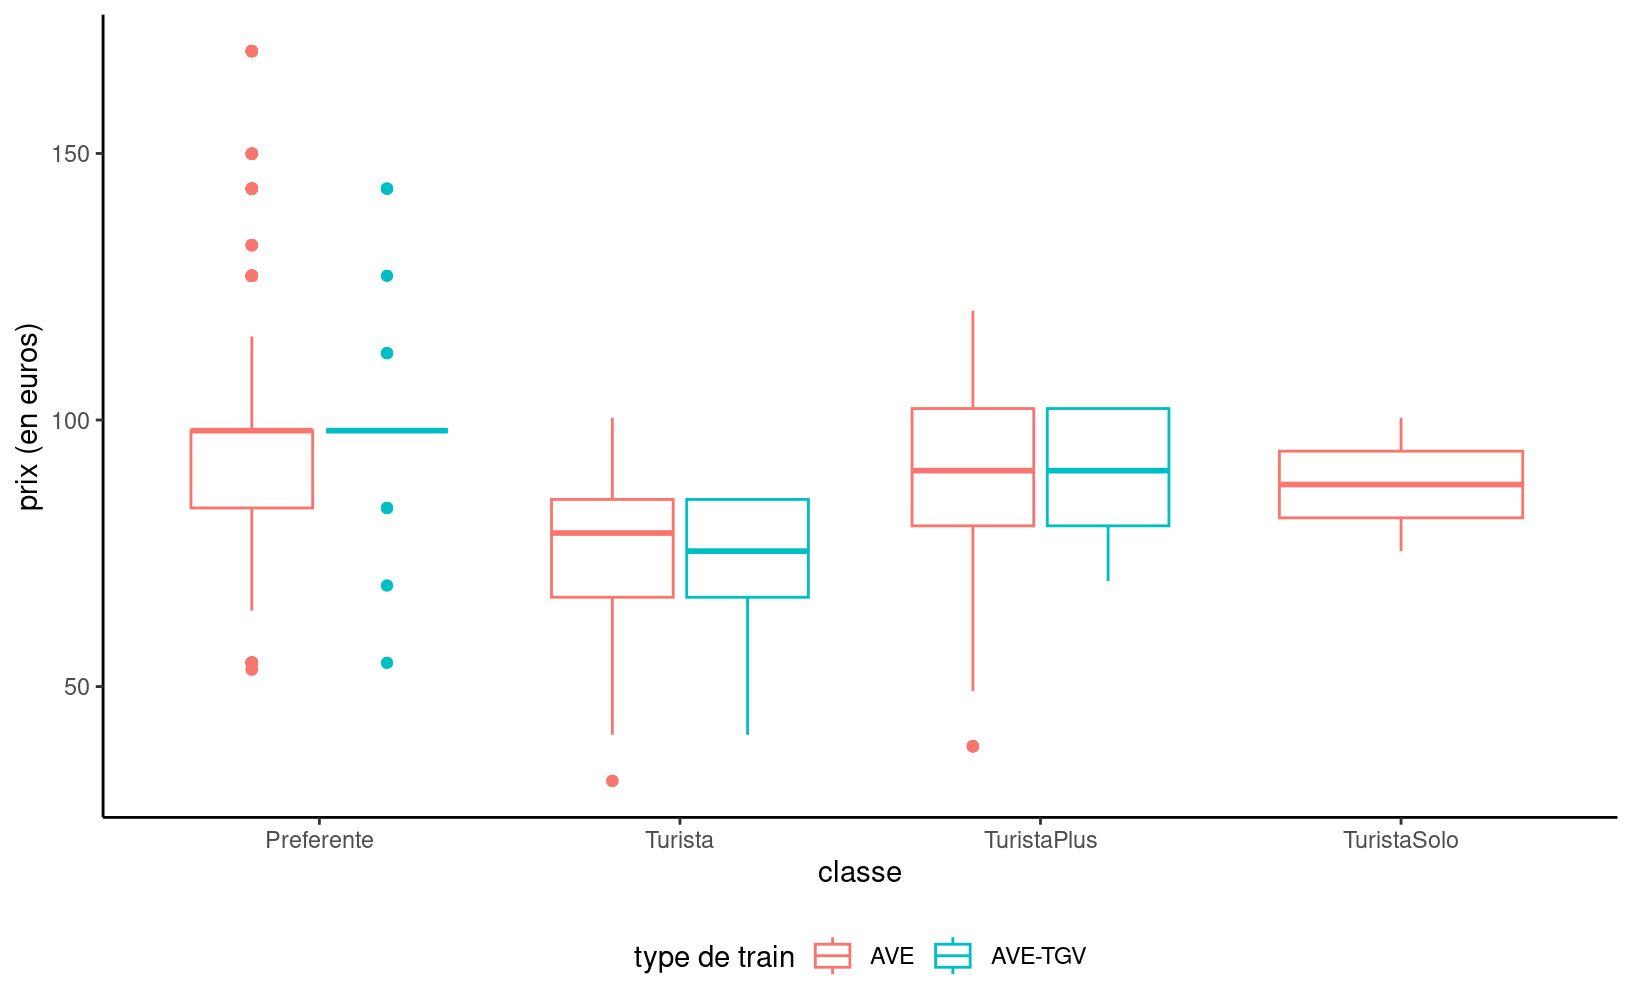 prix (en euros)
150
100
50
Preferente Turista TuristaPlus TuristaSolo
classe
type de train AVE AVE-TGV